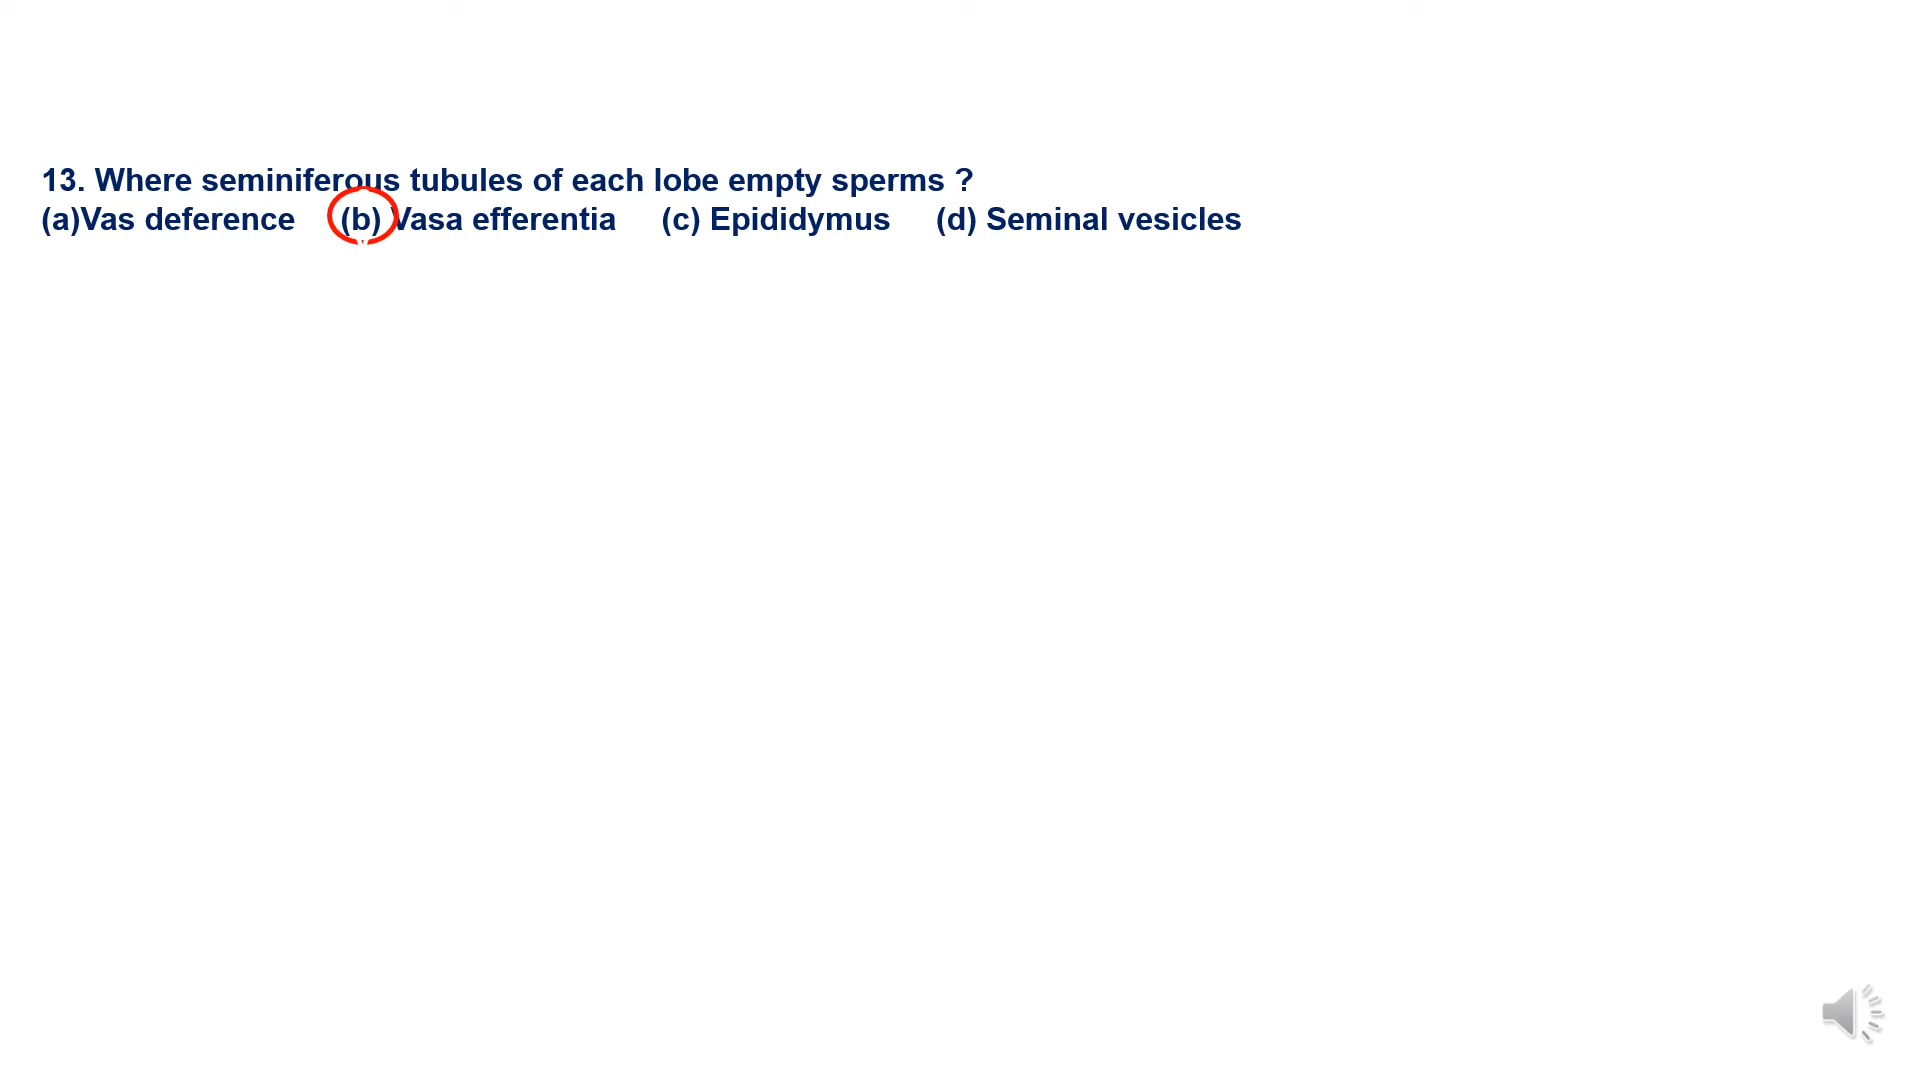 13. Where seminiferous tubules of each lobe empty sperms ?
(a)Vas deference (b) Vasa efferentia (c) Epididymus (d) Seminal vesicles